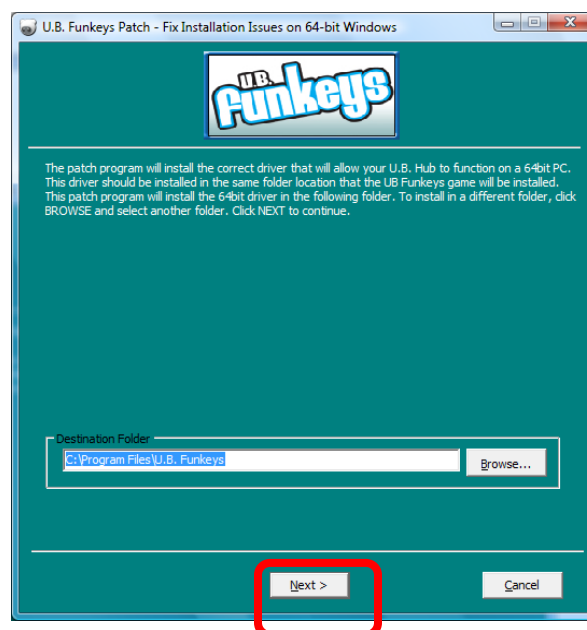 U.B. Funkeys Patch - Fix Installation Issues on 64-bit Windows
U.B.
Funkeys
The patch program will install the correct driver that will allow your U.B. Hub to function on a 64bit PC.
This driver should be installed in the same folder location that the UB Funkeys game will be installed.
This patch program will install the 64bit driver in the following folder. To install in a different folder, click
BROWSE and select another folder. Click NEXT to continue.
Destination Folder
C:\Program Files\U.B. Funkeys
Browse...
Next >
Cancel